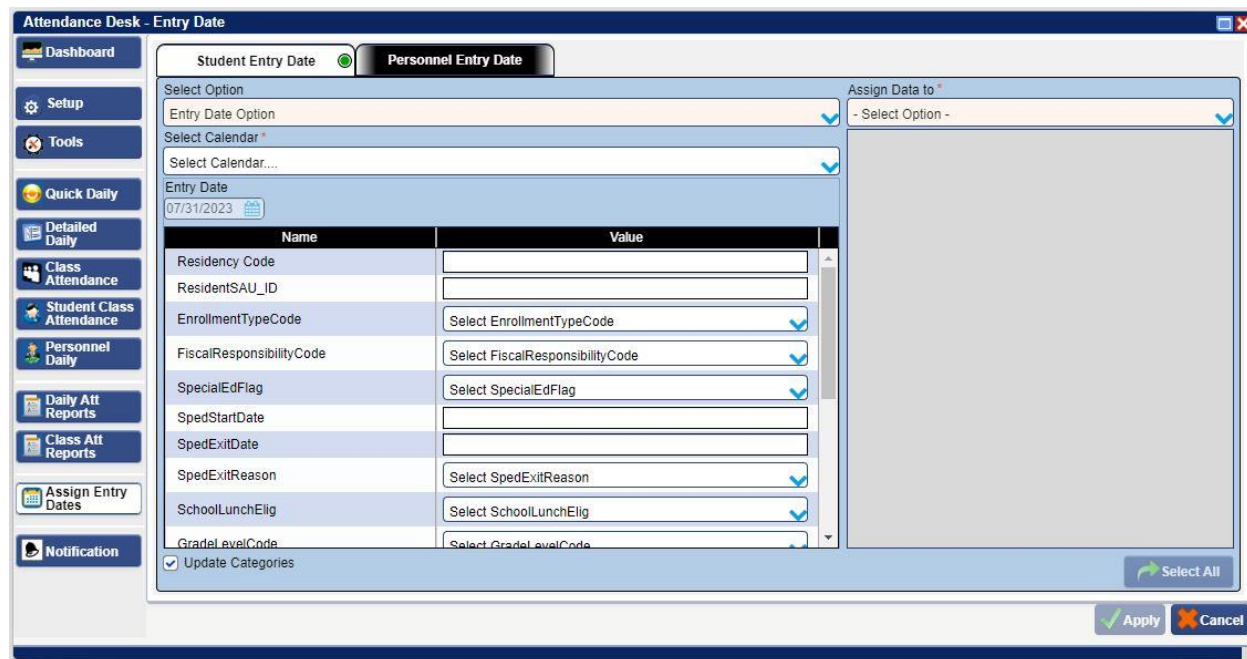 Attendance Desk - Entry Date
Dashboard
Setup
Tools
Quick Daily
Detailed
Daily
Class
Attendance
Student Class
Attendance
Personnel
Daily
Daily Att
Reports
Class Att
Reports
Assign Entry
Dates
Notification
Student Entry Date
Personnel Entry Date
Select Option
Entry Date Option
Select Calendar *
Select Calendar....
Entry Date
07/31/2023
Name Value
Residency Code
ResidentSAU_ID
EnrollmentTypeCode Select EnrollmentTypeCode
FiscalResponsibilityCode Select FiscalResponsibilityCode
SpecialEdFlag Select SpecialEdFlag
SpedStartDate
SpedExitDate
SpedExitReason Select SpedExitReason
SchoolLunchElig Select SchoolLunchElig
GradeLevelCode Select GradeLevelCode
Update Categories
Assign Data to *
- Select Option -
Select All
Apply
Cancel